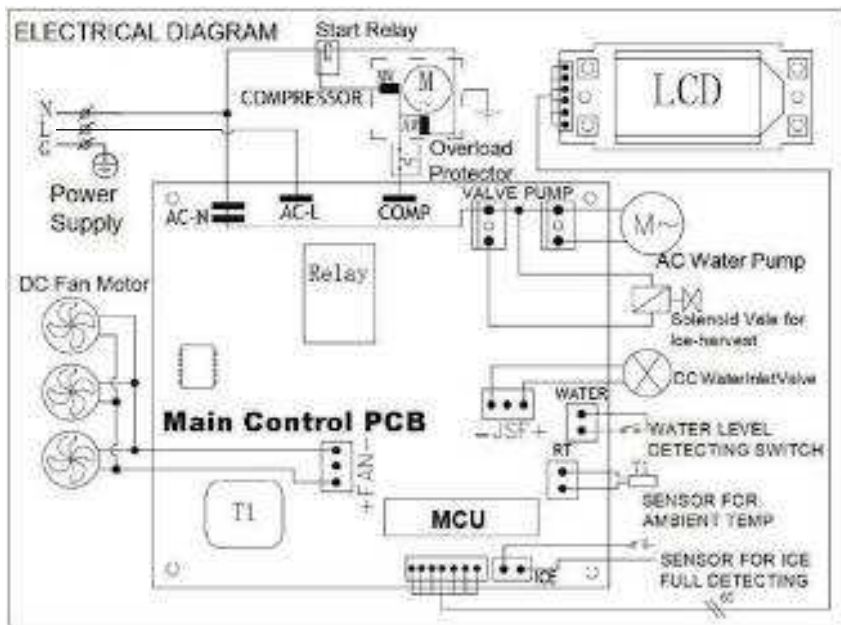 ELECTRICAL DIAGRAM
Start Relay
M
COMPRESSOR
LCD
N
L
G
Overload
Protector
Power
Supply
VALVE PUMP
AC-N
AC-L
COMP
M~
AC Water Pump
Relay
DC Fan Motor
Solenoid Vale for
Ice-harvest
DC WaterInletValve
WATER
Main Control PCB
-JSF+
WATER LEVEL
DETECTING SWITCH
RT
+FAN-
T1
MCU
SENSOR FOR
AMBIENT TEMP
ICE
SENSOR FOR ICE
FULL DETECTING